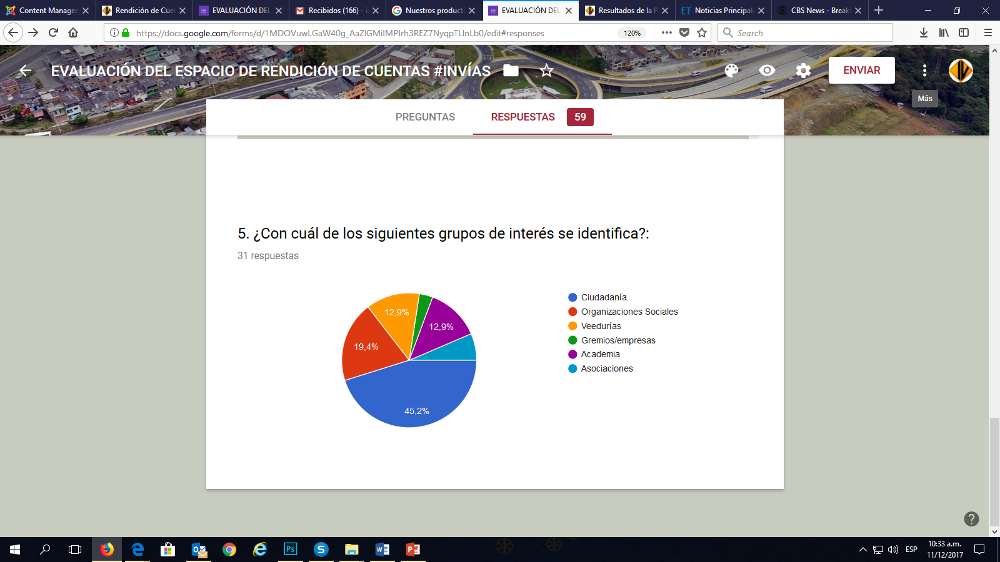 Content Manager
Rendición de Cue
EVALUACIÓN DEL
Recibidos (166) - i
Nuestros product
EVALUACIÓN DEL
Resultados de la P
ET Noticias Principal
CBS News - Break
https://docs.google.com/forms/d/1MDOVuwLGaW40g_AaZlGMiIMPIrh3REZ7NyqpTLlnLb0/edit#responses
120%
Search
EVALUACIÓN DEL ESPACIO DE RENDICIÓN DE CUENTAS #INVÍAS
ENVIAR
Más
PREGUNTAS
RESPUESTAS 59
5. ¿Con cuál de los siguientes grupos de interés se identifica?:
31 respuestas
12,9%
12,9%
19,4%
45,2%
Ciudadanía
Organizaciones Sociales
Veedurías
Gremios/empresas
Academia
Asociaciones
ESP
10:33 a.m.
11/12/2017